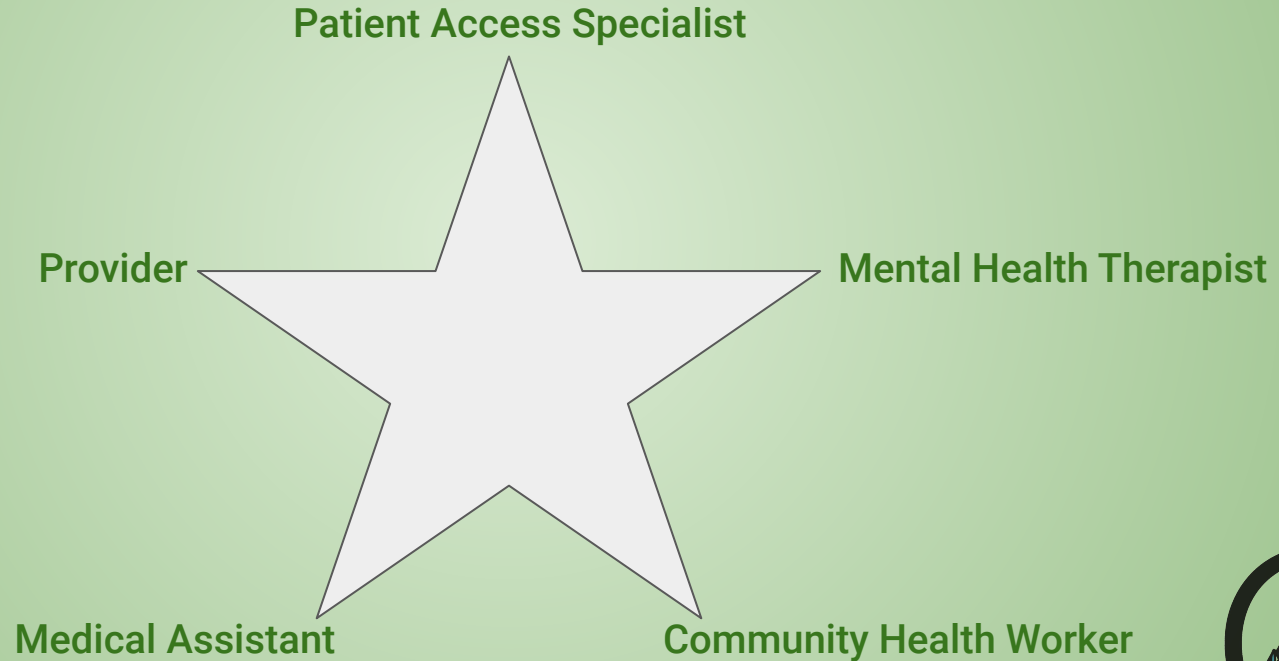 Patient Access Specialist
Provider
Mental Health Therapist
Medical Assistant
Community Health Worker